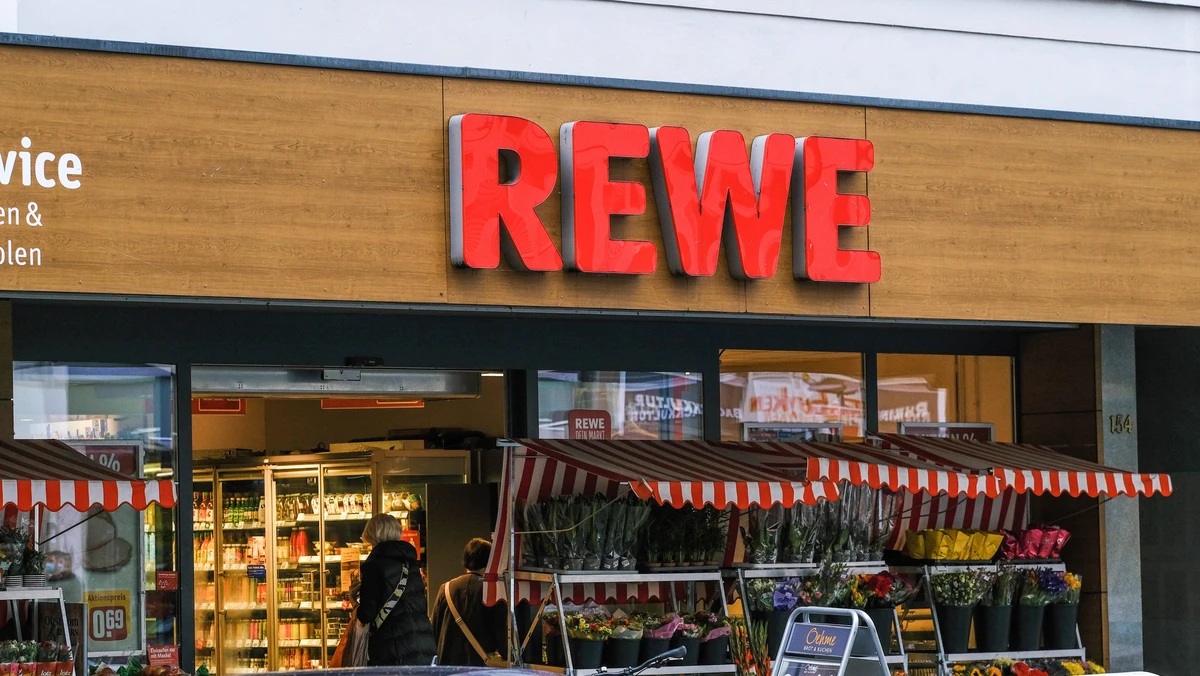 vice
en &
olen
REWE
REWE
DEIN MARKT
%
%
154
Aktionspreis
0.69
Oehme
BROT & KUCHEN